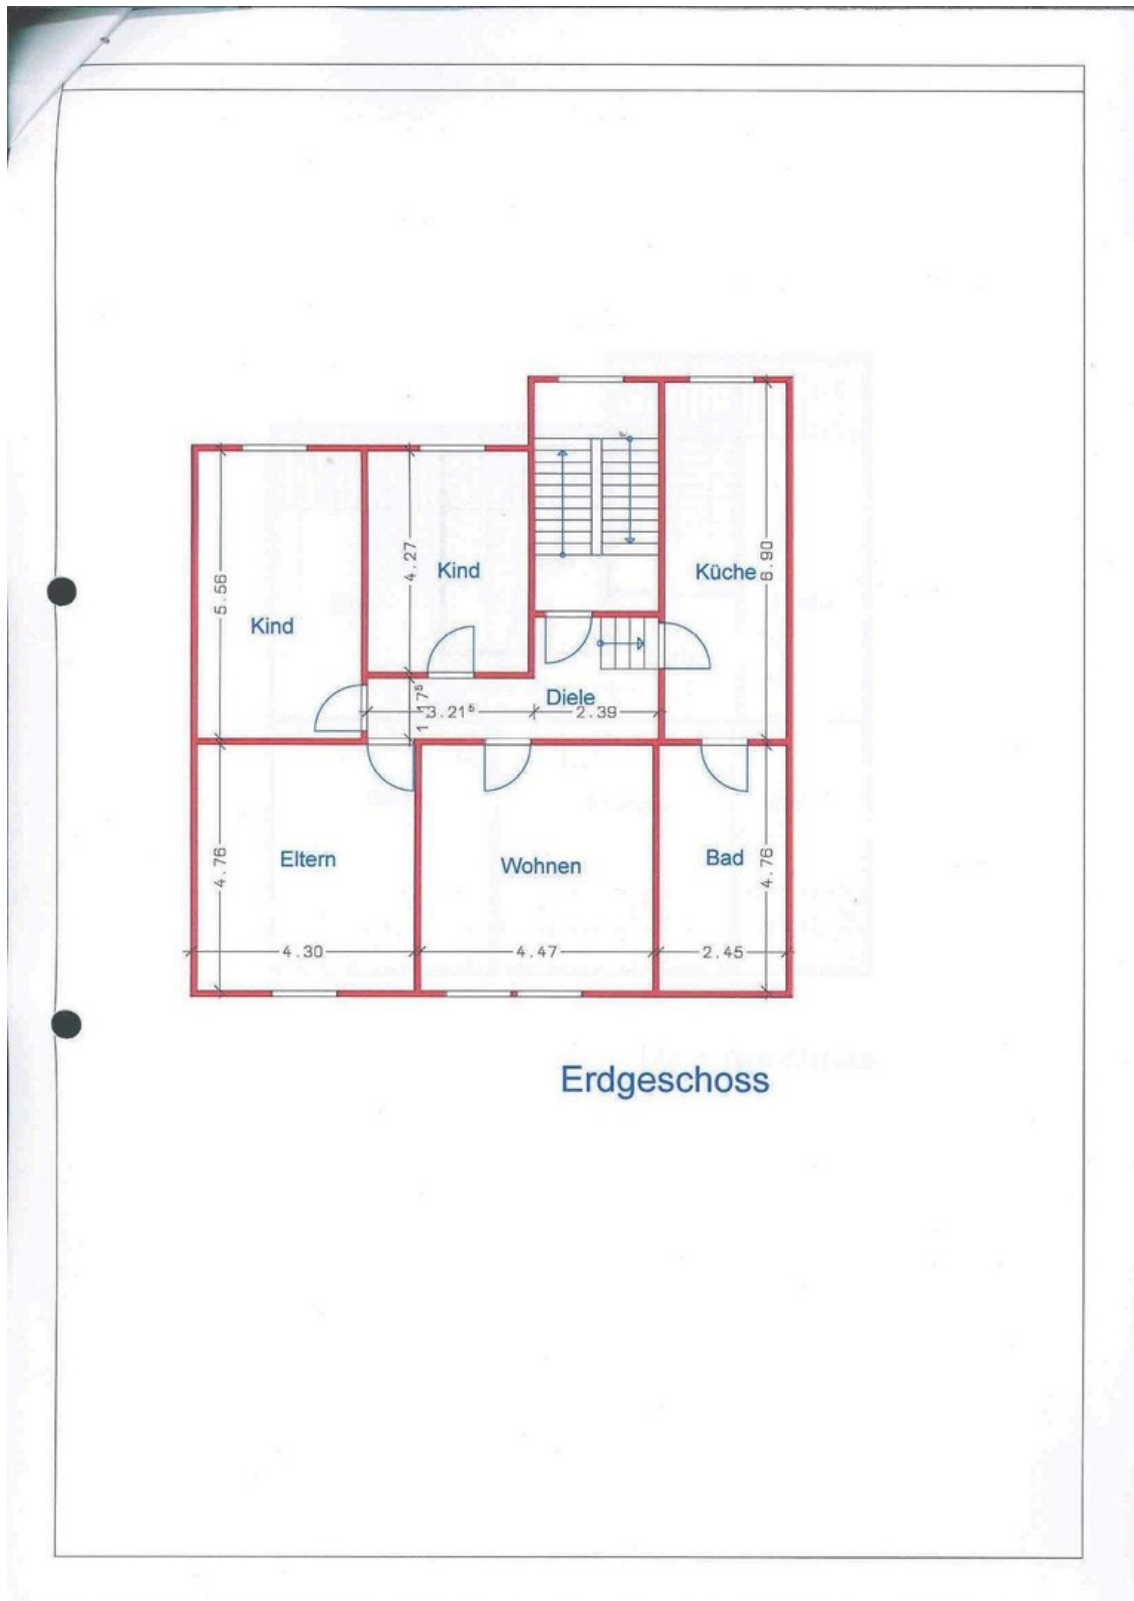 4.27
Kind
Küche
6.90
5.56
Kind
1.17⁵
Diele
3.21⁵
2.39
Eltern
Wohnen
Bad
4.76
4.76
4.30
4.47
2.45
Erdgeschoss